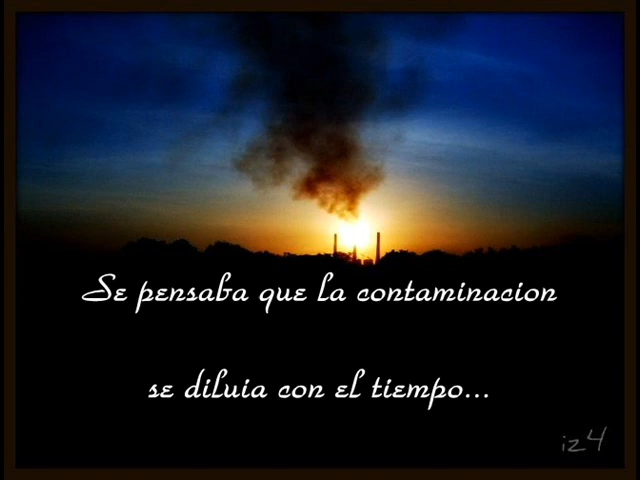 Se pensaba que la contaminacion
se diluia con el tiempo...
iz4